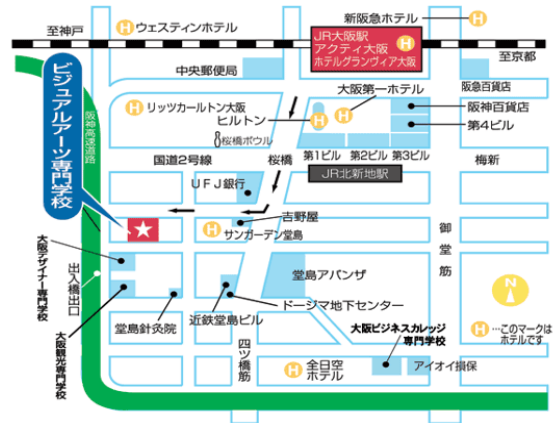 新阪急ホテル
ウェスティンホテル
至神戸
JR大阪駅
アクティ大阪
ホテルグランヴィア大阪
至京都
中央郵便局
阪急百貨店
大阪第一ホテル
リッツカールトン大阪
ヒルトン
阪神百貨店
第4ビル
桜橋ボウル
国道2号線
桜橋
第1ビル
第2ビル
第3ビル
梅新
JR北新地駅
阪神高速道路
ビジュアルアーツ専門学校
UFJ銀行
吉野屋
サンガーデン堂島
御堂筋
大阪デザイナー専門学校
出入橋出口
大阪観光専門学校
堂島アバンザ
N
堂島針灸院
近鉄堂島ビル
ドージマ地下センター
四ツ橋筋
大阪ビジネスカレッジ
専門学校
H …このマークは
ホテルです
全日空
ホテル
アイオイ損保